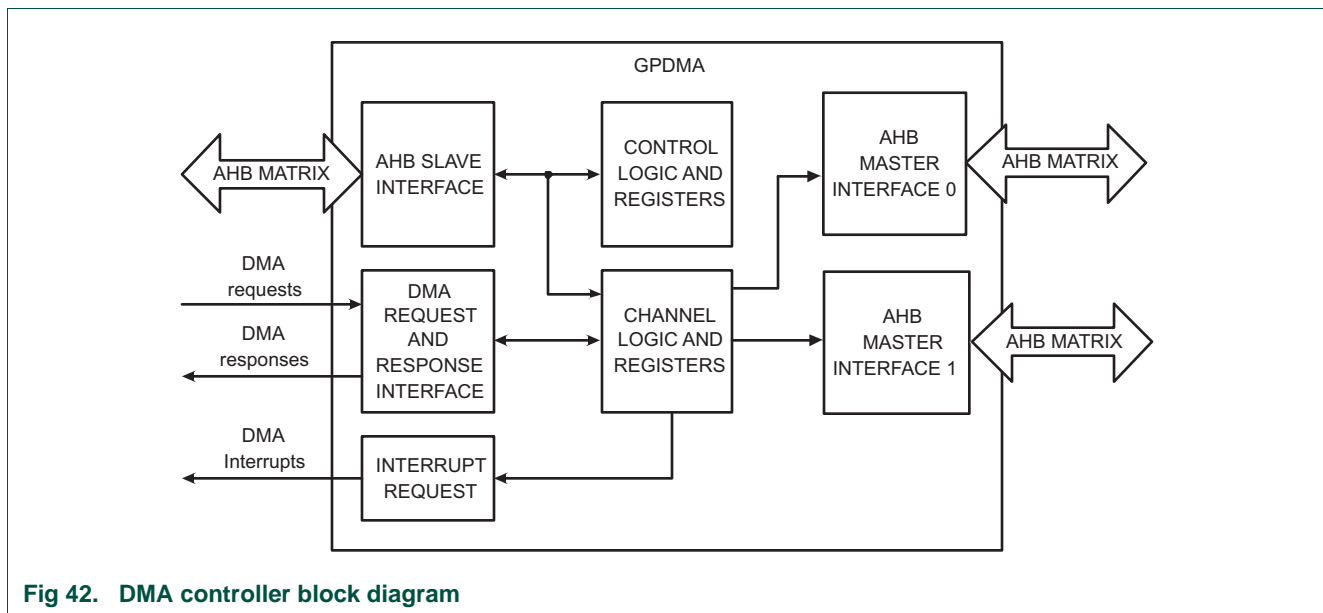 GPDMA
AHB MATRIX
AHB SLAVE
INTERFACE
CONTROL
LOGIC AND
REGISTERS
AHB
MASTER
INTERFACE 0
AHB MATRIX
DMA
requests
DMA
responses
DMA
REQUEST
AND
RESPONSE
INTERFACE
CHANNEL
LOGIC AND
REGISTERS
AHB
MASTER
INTERFACE 1
AHB MATRIX
DMA
Interrupts
INTERRUPT
REQUEST
Fig 42. DMA controller block diagram